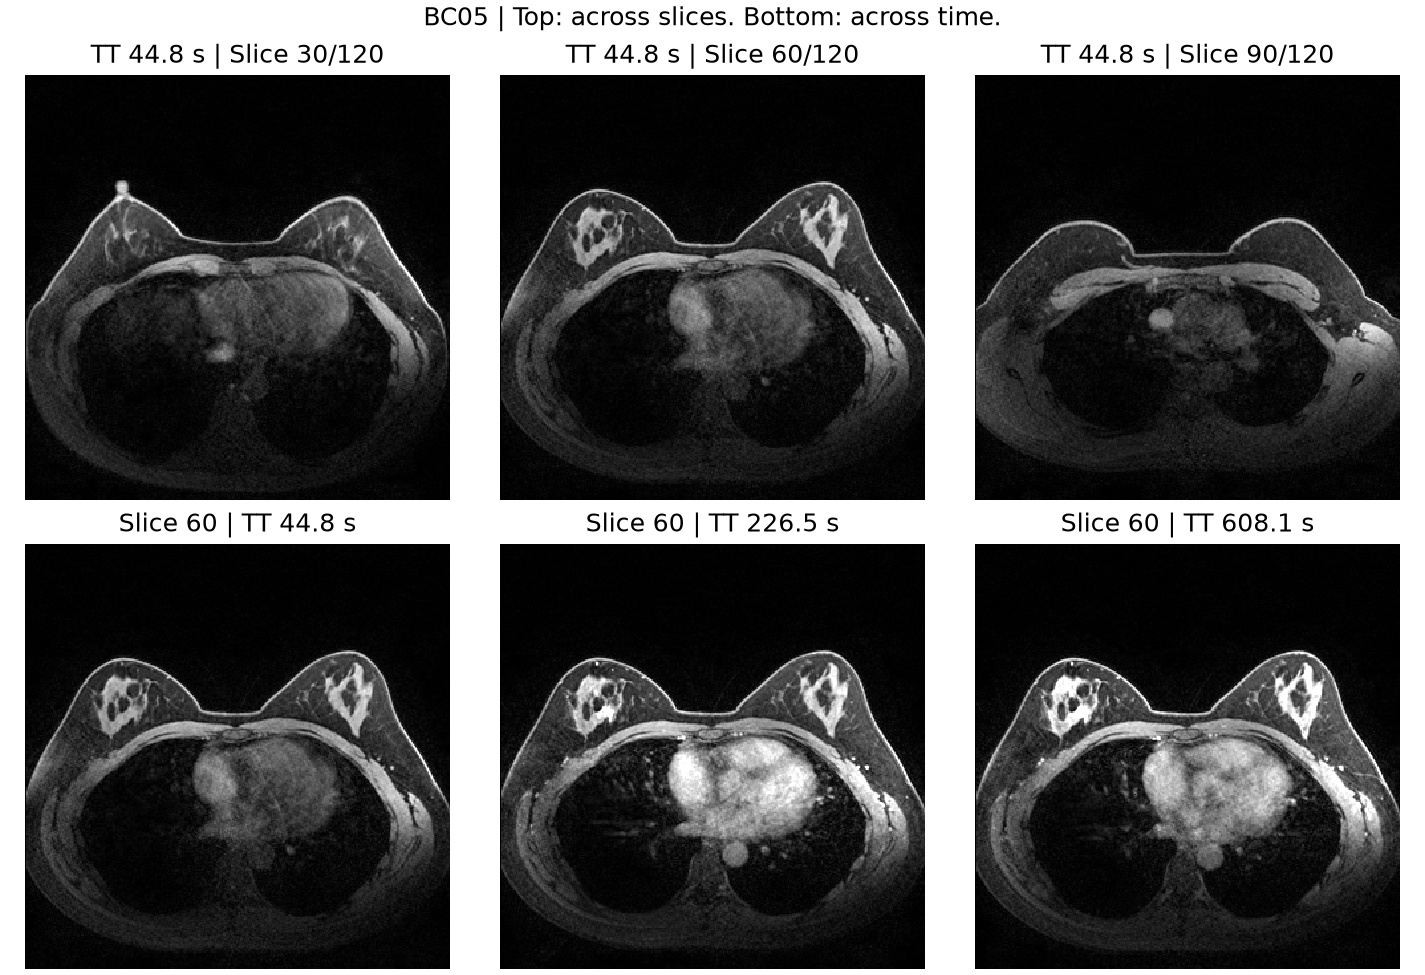 BC05 | Top: across slices. Bottom: across time.
TT 44.8 s | Slice 30/120
TT 44.8 s | Slice 60/120
TT 44.8 s | Slice 90/120
Slice 60 | TT 44.8 s
Slice 60 | TT 226.5 s
Slice 60 | TT 608.1 s